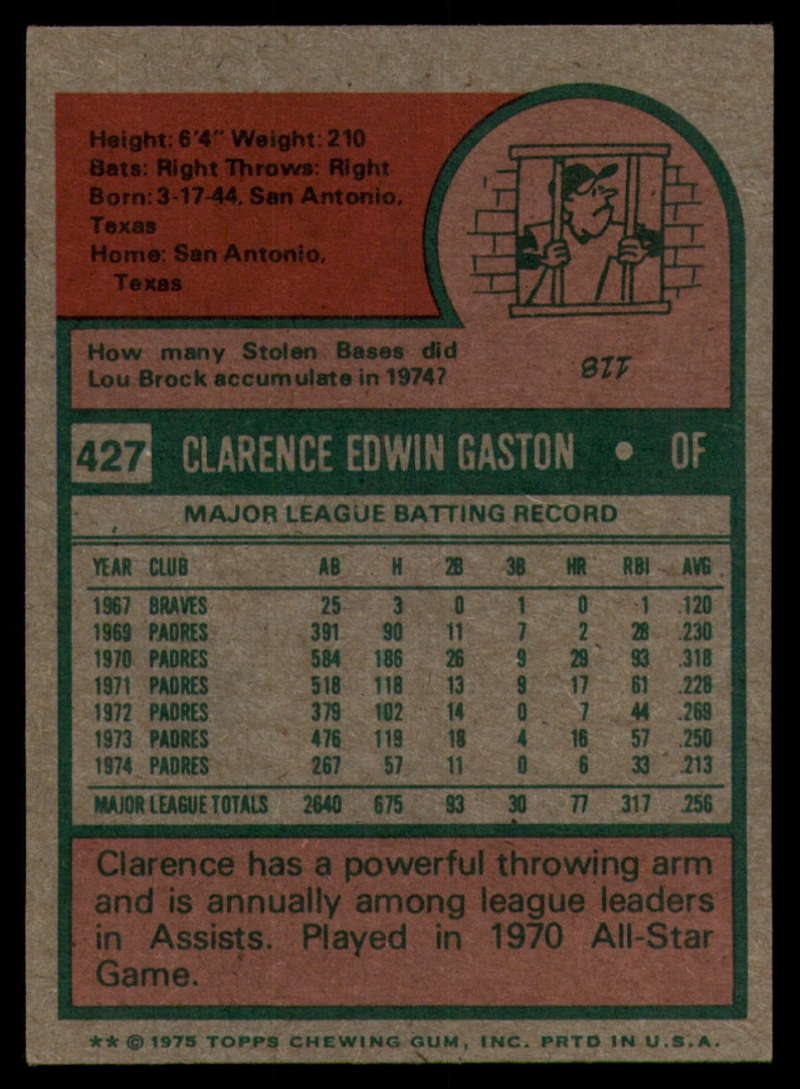 Height: 6'4" Weight: 210
Bats: Right Throws: Right
Born: 3-17-44, San Antonio,
Texas
Home: San Antonio,
Texas
How many Stolen Bases did
Lou Brock accumulate in 1974?
118
427 CLARENCE EDWIN GASTON • OF
MAJOR LEAGUE BATTING RECORD
YEAR CLUB AB H 2B 3B HR RBI AVG
1967 BRAVES 25 3 0 1 0 1 .120
1969 PADRES 391 90 11 7 2 28 .230
1970 PADRES 584 186 26 9 29 93 .318
1971 PADRES 518 118 13 9 17 61 .228
1972 PADRES 379 102 14 0 7 44 .269
1973 PADRES 476 119 18 4 16 57 .250
1974 PADRES 267 57 11 0 6 33 .213
MAJOR LEAGUE TOTALS 2640 675 93 30 77 317 .256
Clarence has a powerful throwing arm
and is annually among league leaders
in Assists. Played in 1970 All-Star
Game.
** © 1975 TOPPS CHEWING GUM, INC. PRTD IN U.S.A.